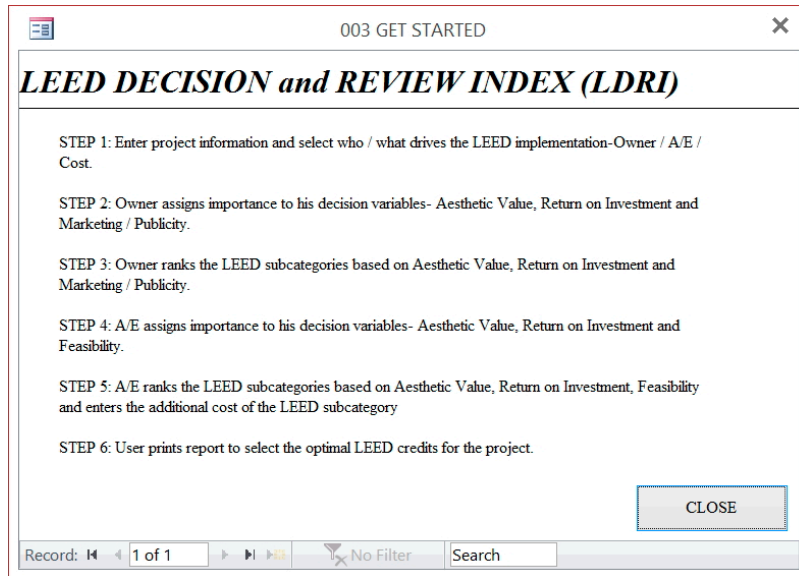 003 GET STARTED
LEED DECISION and REVIEW INDEX (LDRI)
STEP 1: Enter project information and select who / what drives the LEED implementation-Owner / A/E /
Cost.
STEP 2: Owner assigns importance to his decision variables- Aesthetic Value, Return on Investment and
Marketing / Publicity.
STEP 3: Owner ranks the LEED subcategories based on Aesthetic Value, Return on Investment and
Marketing / Publicity.
STEP 4: A/E assigns importance to his decision variables- Aesthetic Value, Return on Investment and
Feasibility.
STEP 5: A/E ranks the LEED subcategories based on Aesthetic Value, Return on Investment, Feasibility
and enters the additional cost of the LEED subcategory
STEP 6: User prints report to select the optimal LEED credits for the project.
CLOSE
Record: 1 of 1 No Filter Search